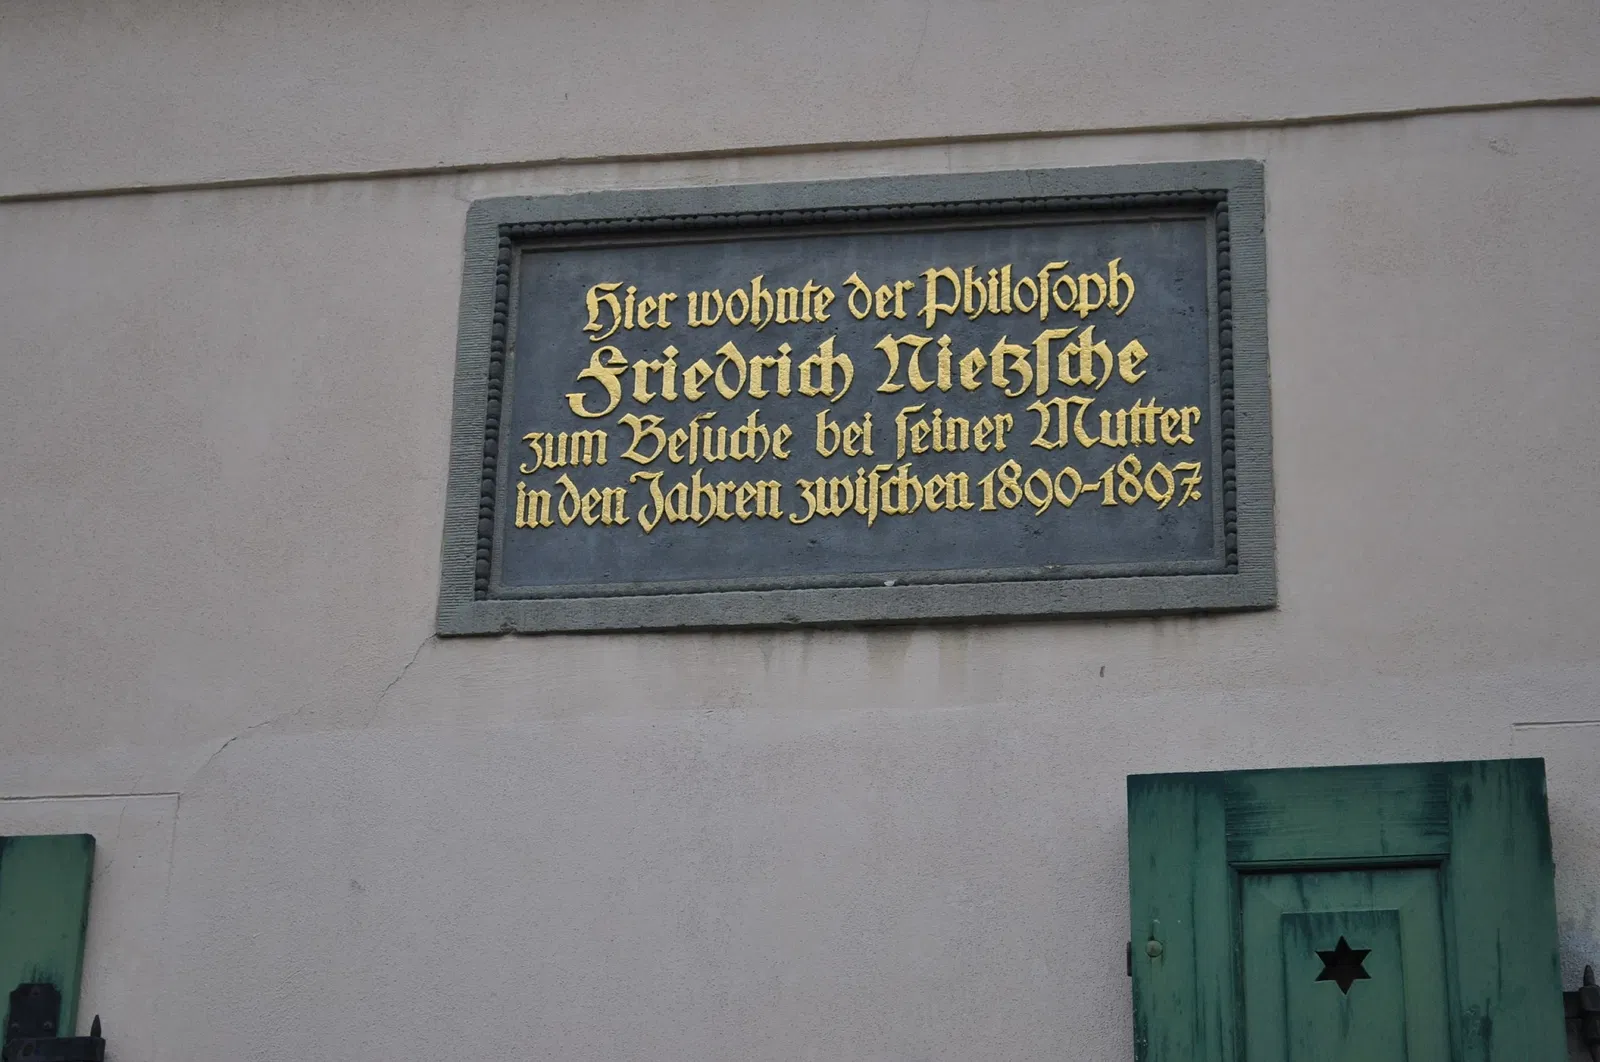 Hier wohnte der Philoſoph
Friedrich Nietzſche
zum Beſuche bei ſeiner Mutter
in den Jahren zwiſchen 1890-1897.